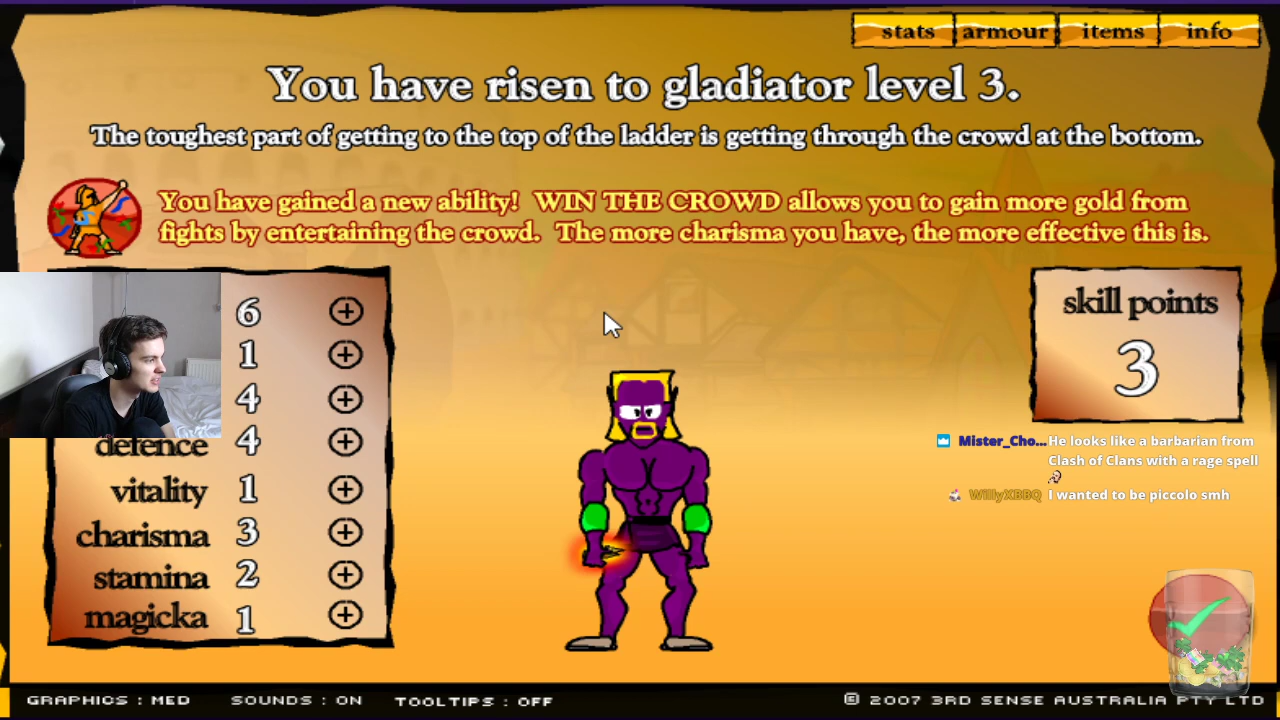 stats armour items info
You have risen to gladiator level 3.
The toughest part of getting to the top of the ladder is getting through the crowd at the bottom.
You have gained a new ability! WIN THE CROWD allows you to gain more gold from
fights by entertaining the crowd. The more charisma you have, the more effective this is.
6
1
4
defence 4
vitality 1
charisma 3
stamina 2
magicka 1
skill points
3
Mister_Cho... He looks like a barbarian from
Clash of Clans with a rage spell
WillyXBBQ I wanted to be piccolo smh
GRAPHICS : MED SOUNDS : ON TOOLTIPS : OFF © 2007 3RD SENSE AUSTRALIA PTY LTD